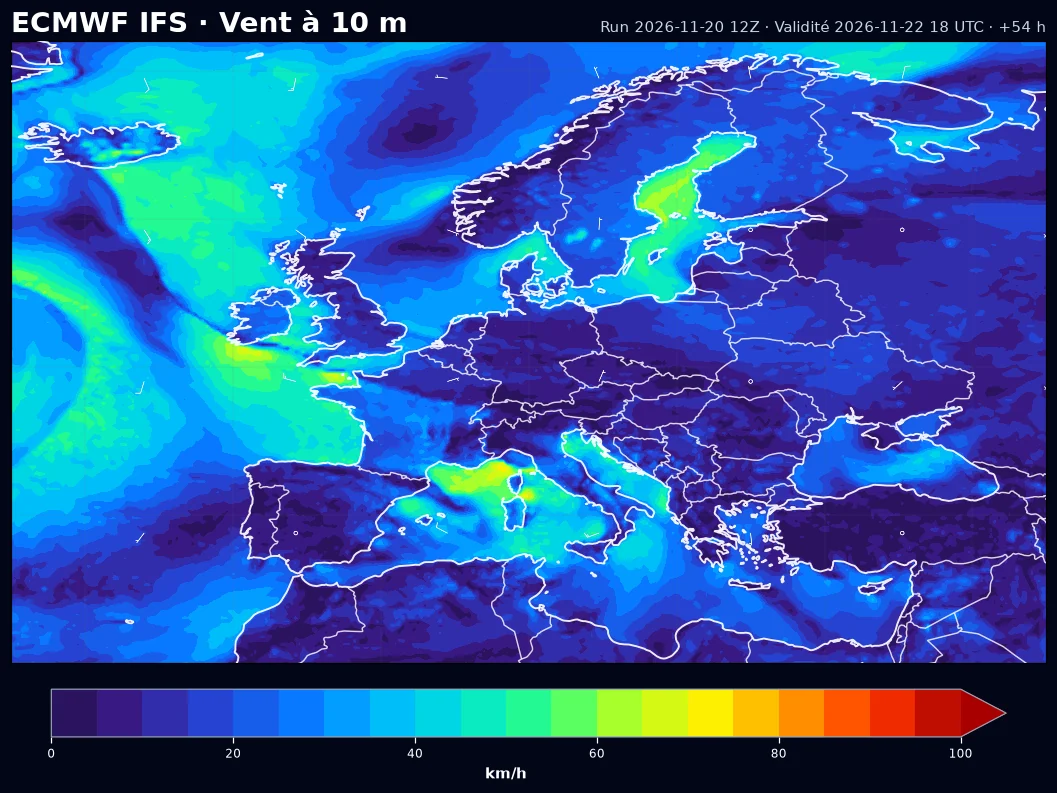 ECMWF IFS · Vent à 10 m
Run 2026-11-20 12Z · Validité 2026-11-22 18 UTC · +54 h
0 20 40 60 80 100
km/h